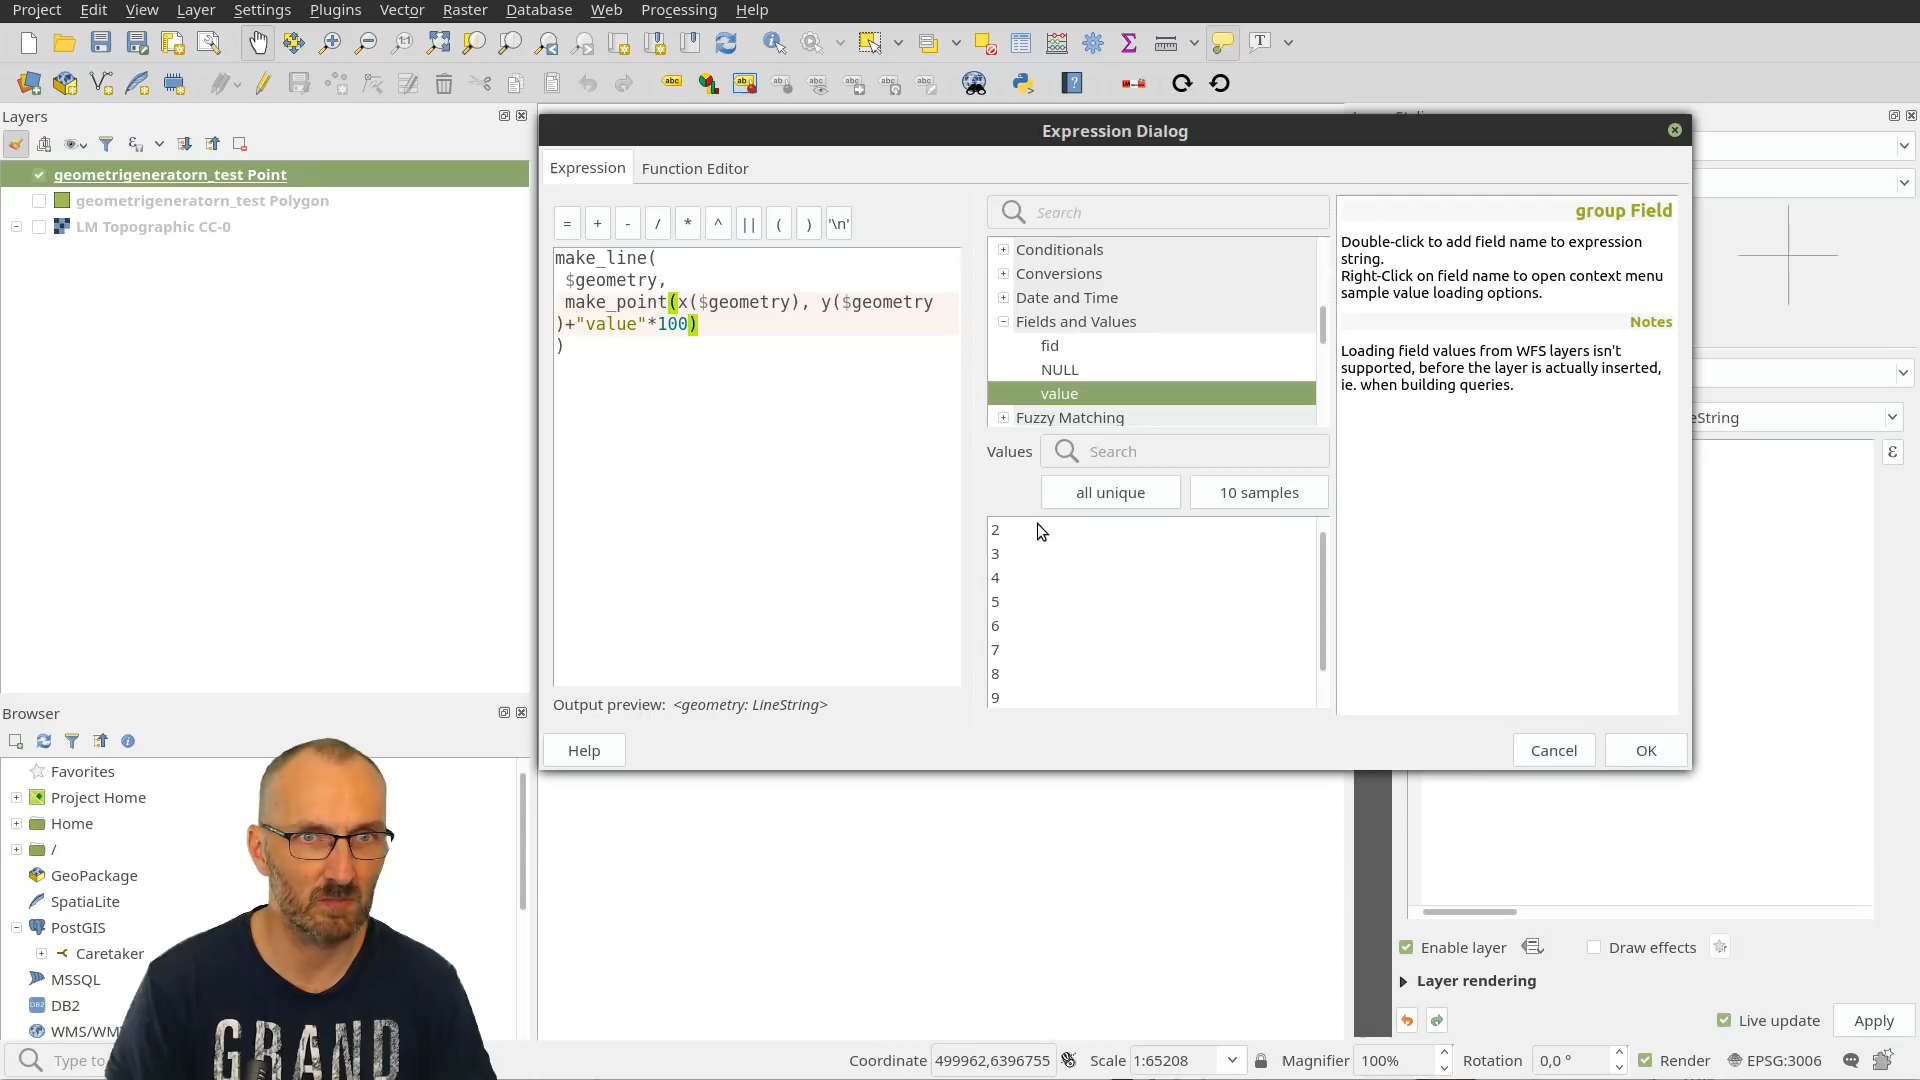 Project Edit View Layer Settings Plugins Vector Raster Database Web Processing Help
Layers
geometrigeneratorn_test Point
geometrigeneratorn_test Polygon
LM Topographic CC-0
Expression Dialog
Expression Function Editor
= + - / * ^ || ( ) '\n'
make_line(
$geometry,
make_point(x($geometry), y($geometry
)+"value"*100)
)
Output preview: <geometry: LineString>
Search
Conditionals
Conversions
Date and Time
Fields and Values
fid
NULL
value
Fuzzy Matching
Values Search
all unique 10 samples
2
3
4
5
6
7
8
9
group Field
Double-click to add field name to expression
string.
Right-Click on field name to open context menu
sample value loading options.
Notes
Loading field values from WFS layers isn't
supported, before the layer is actually inserted,
ie. when building queries.
Help Cancel OK
eString
ε
Enable layer Draw effects
Layer rendering
Live update Apply
Browser
Favorites
Project Home
Home
/
GeoPackage
SpatiaLite
PostGIS
Caretaker
MSSQL
DB2
WMS/WM
GRAND
Type to
Coordinate 499962,6396755 Scale 1:65208 Magnifier 100% Rotation 0,0 ° Render EPSG:3006